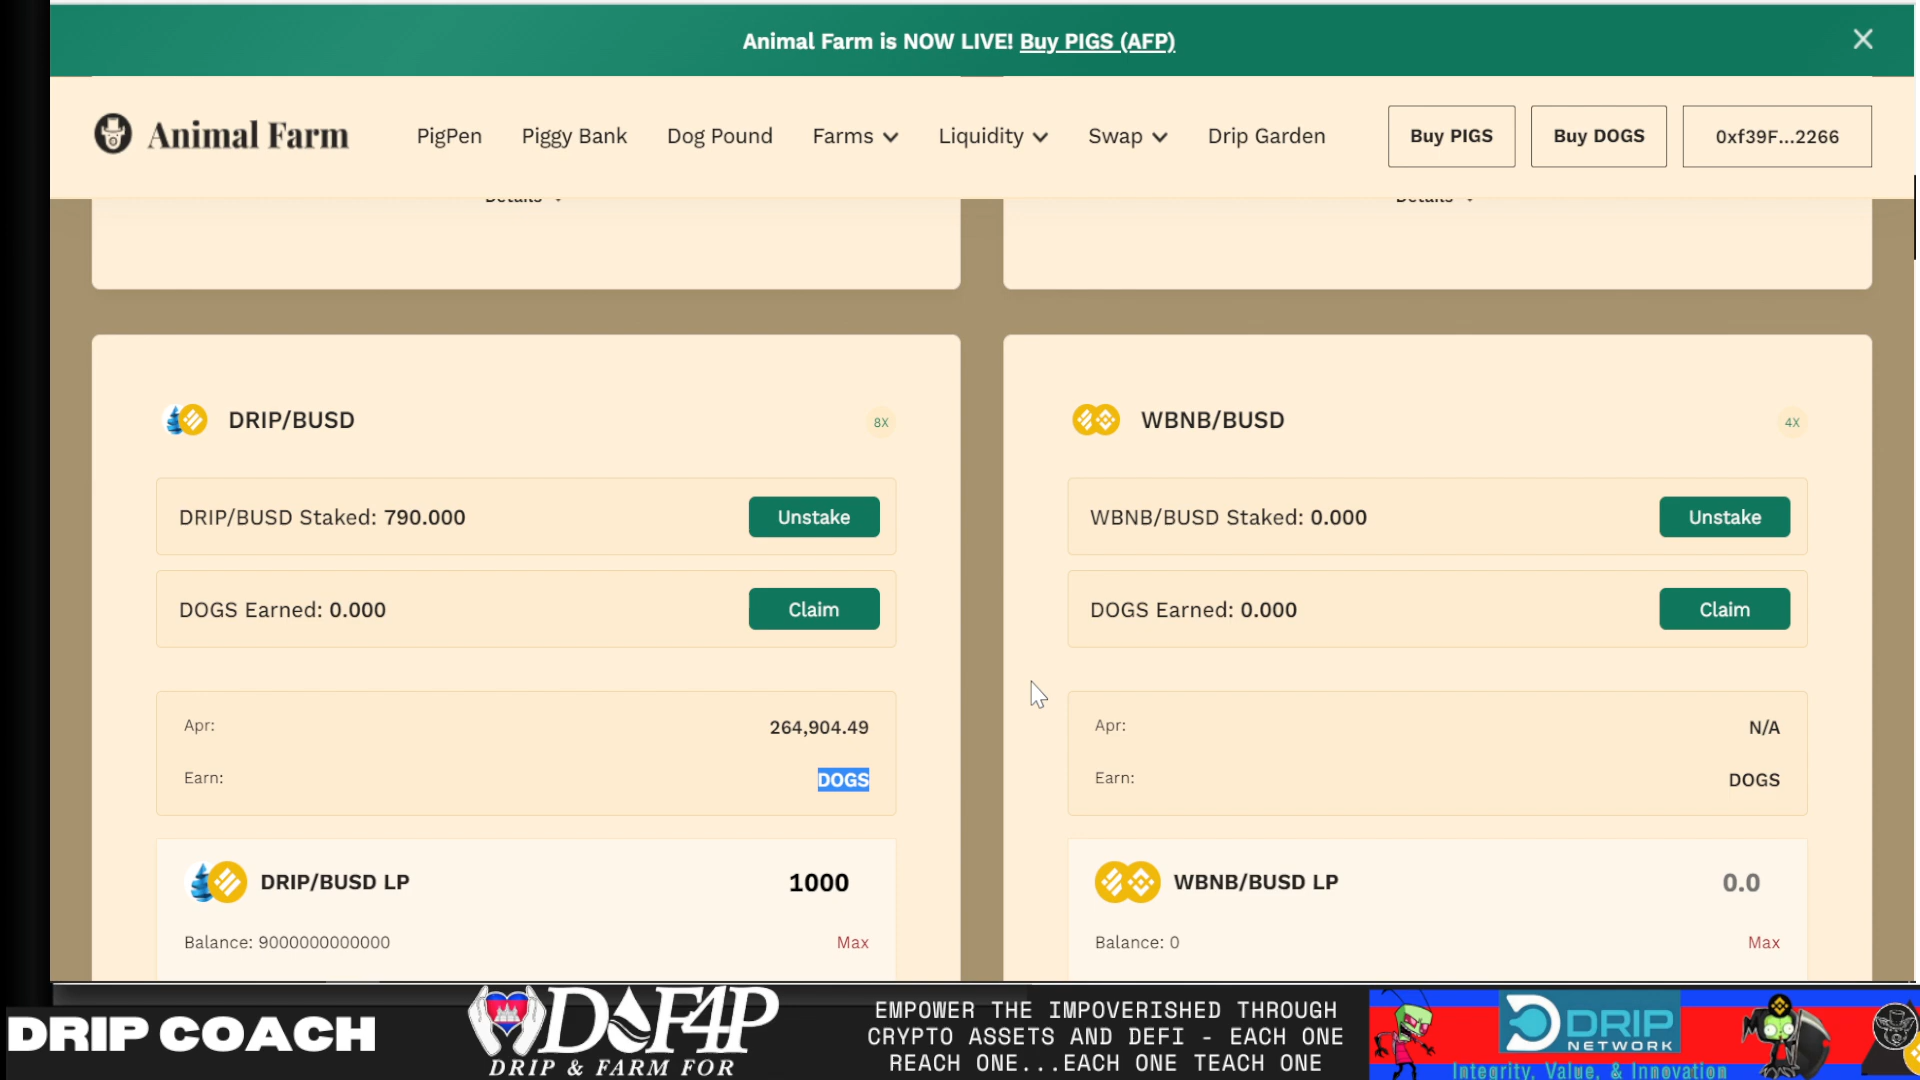 Animal Farm is NOW LIVE! Buy PIGS (AFP)
Animal Farm
PigPen
Piggy Bank
Dog Pound
Farms
Liquidity
Swap
Drip Garden
Buy PIGS
Buy DOGS
0xf39F...2266
Details
Details
DRIP/BUSD
8X
DRIP/BUSD Staked: 790.000
Unstake
DOGS Earned: 0.000
Claim
Apr:
264,904.49
Earn:
DOGS
DRIP/BUSD LP
1000
Balance: 9000000000000
Max
WBNB/BUSD
4X
WBNB/BUSD Staked: 0.000
Unstake
DOGS Earned: 0.000
Claim
Apr:
N/A
Earn:
DOGS
WBNB/BUSD LP
0.0
Balance: 0
Max
DRIP COACH
DF4P
DRIP & FARM FOR
EMPOWER THE IMPOVERISHED THROUGH
CRYPTO ASSETS AND DEFI - EACH ONE
REACH ONE...EACH ONE TEACH ONE
DRIP
NETWORK
Integrity, Value, & Innovation